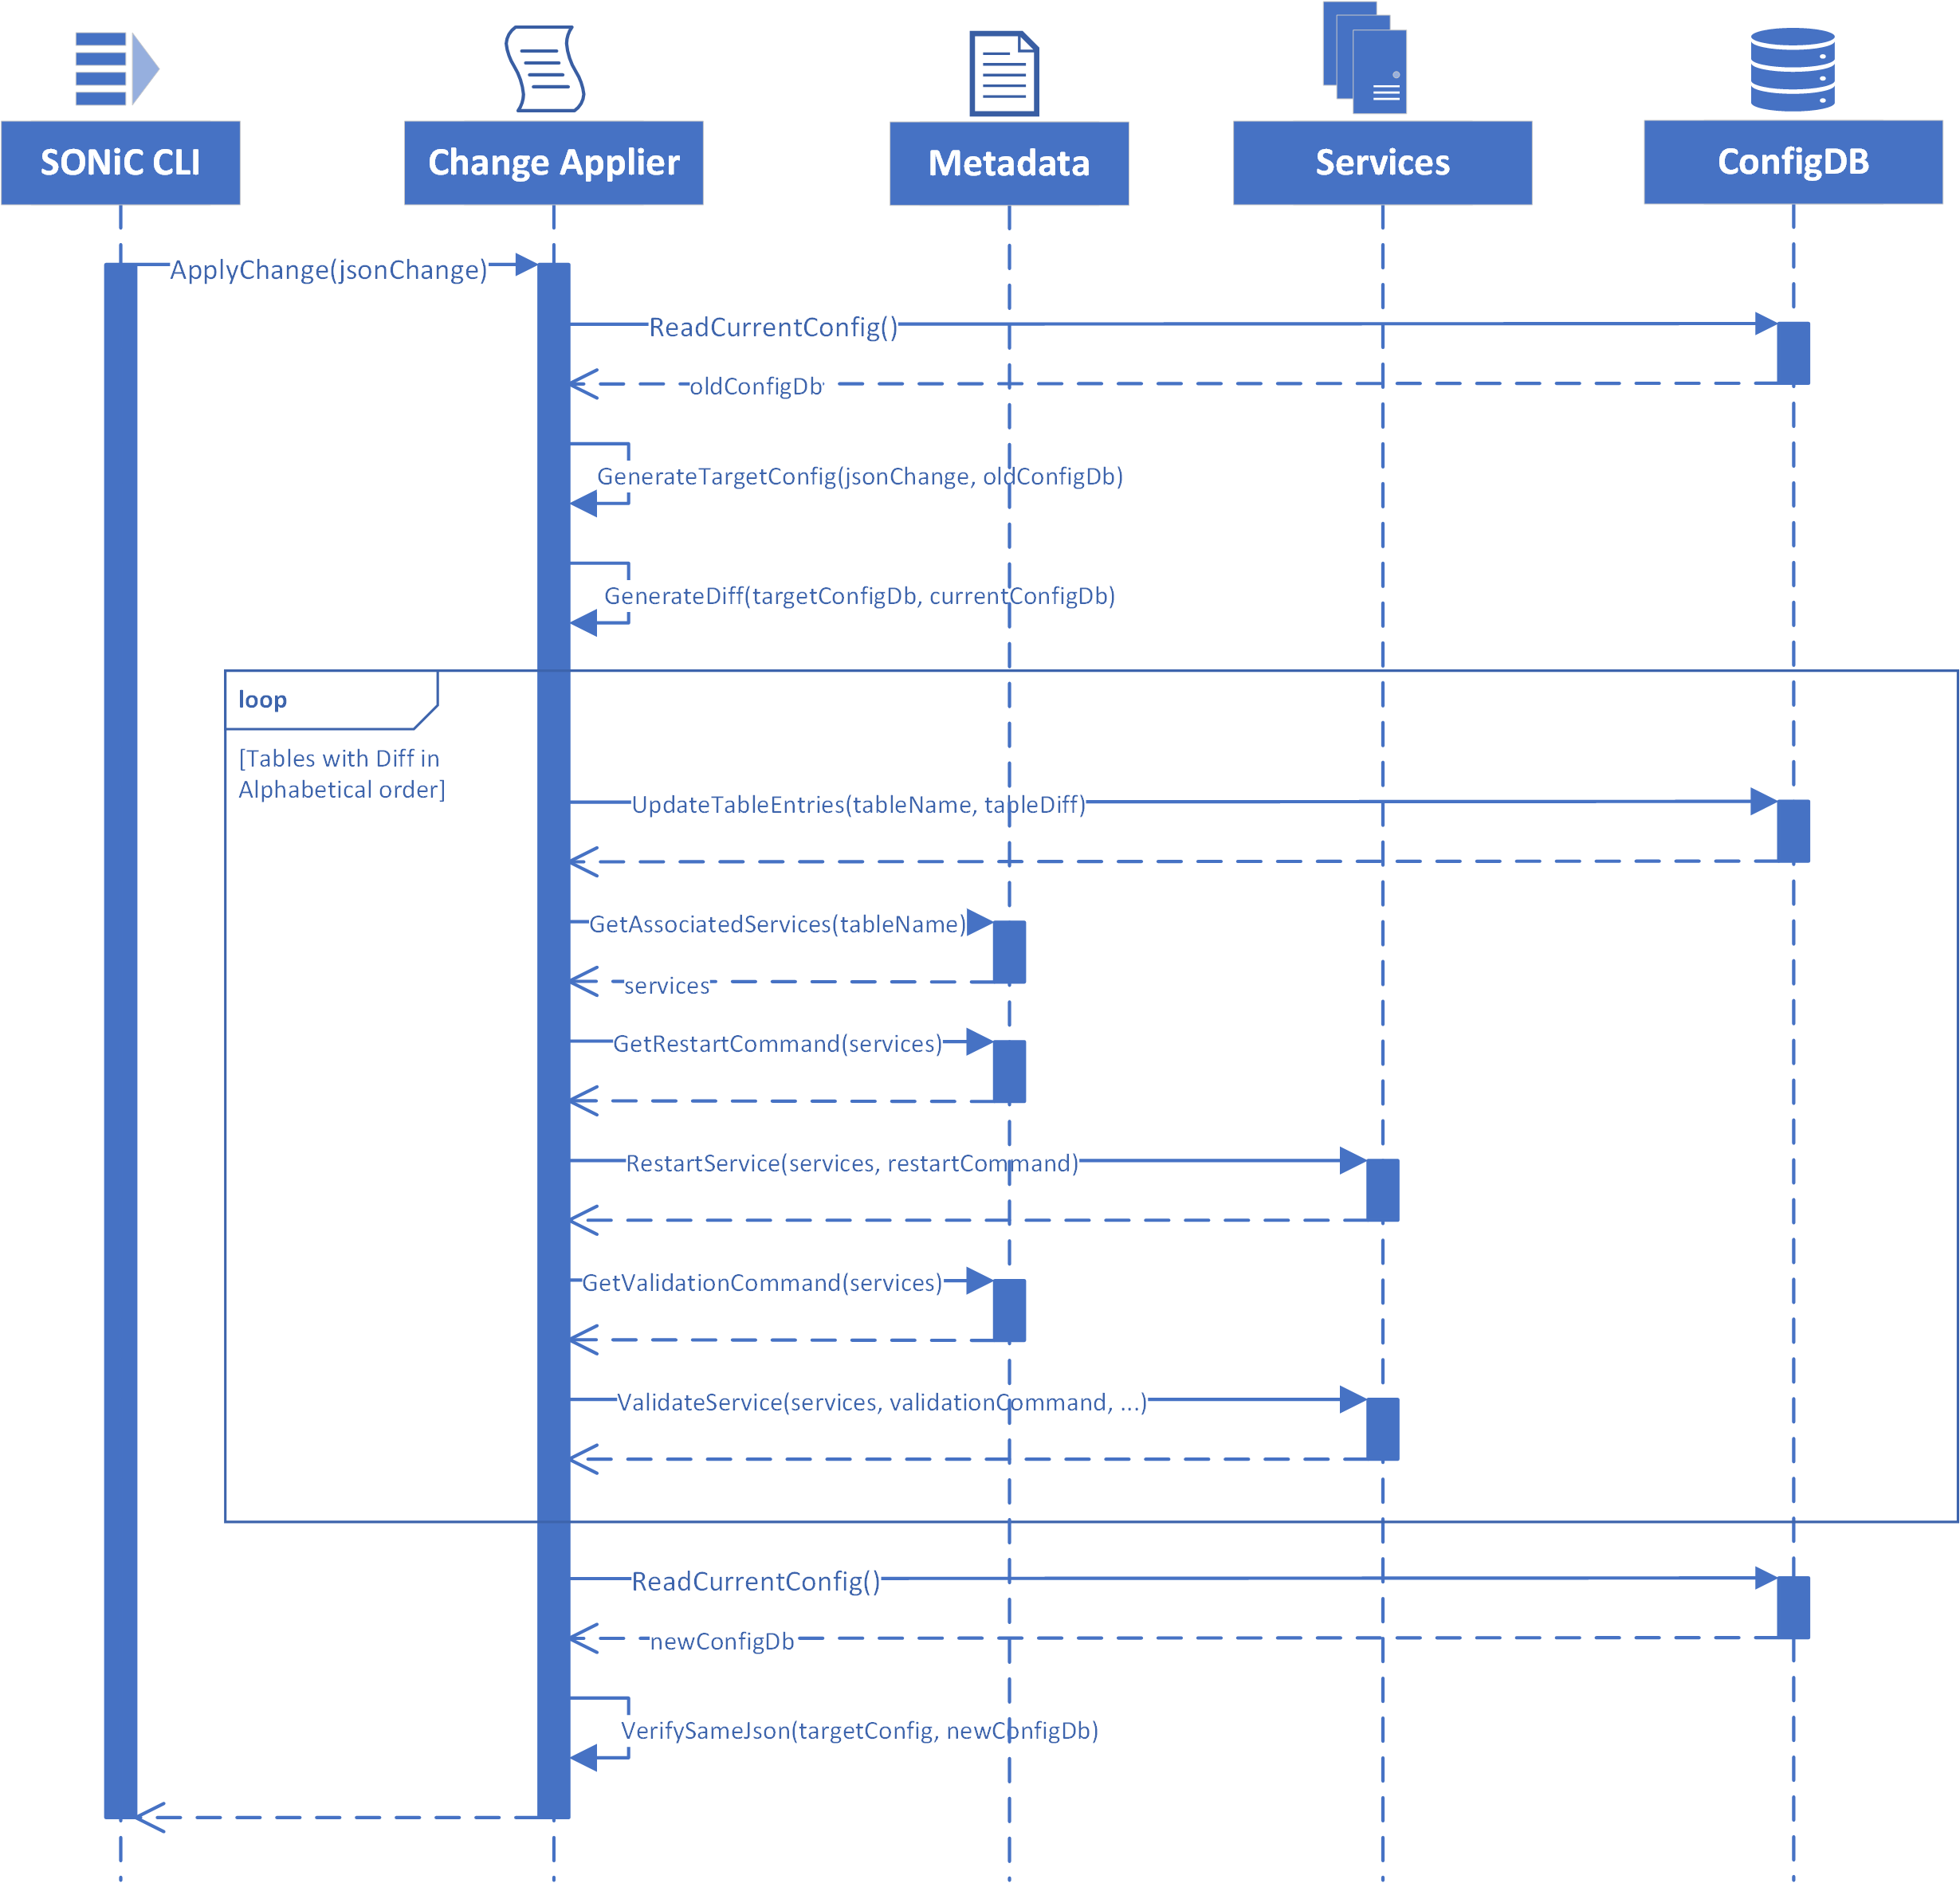 SONiC CLI
Change Applier
Metadata
Services
ConfigDB
ApplyChange(jsonChange)
ReadCurrentConfig()
oldConfigDb
GenerateTargetConfig(jsonChange, oldConfigDb)
GenerateDiff(targetConfigDb, currentConfigDb)
loop
[Tables with Diff in
Alphabetical order]
UpdateTableEntries(tableName, tableDiff)
GetAssociatedServices(tableName)
services
GetRestartCommand(services)
RestartService(services, restartCommand)
GetValidationCommand(services)
ValidateService(services, validationCommand, ...)
ReadCurrentConfig()
newConfigDb
VerifySameJson(targetConfig, newConfigDb)